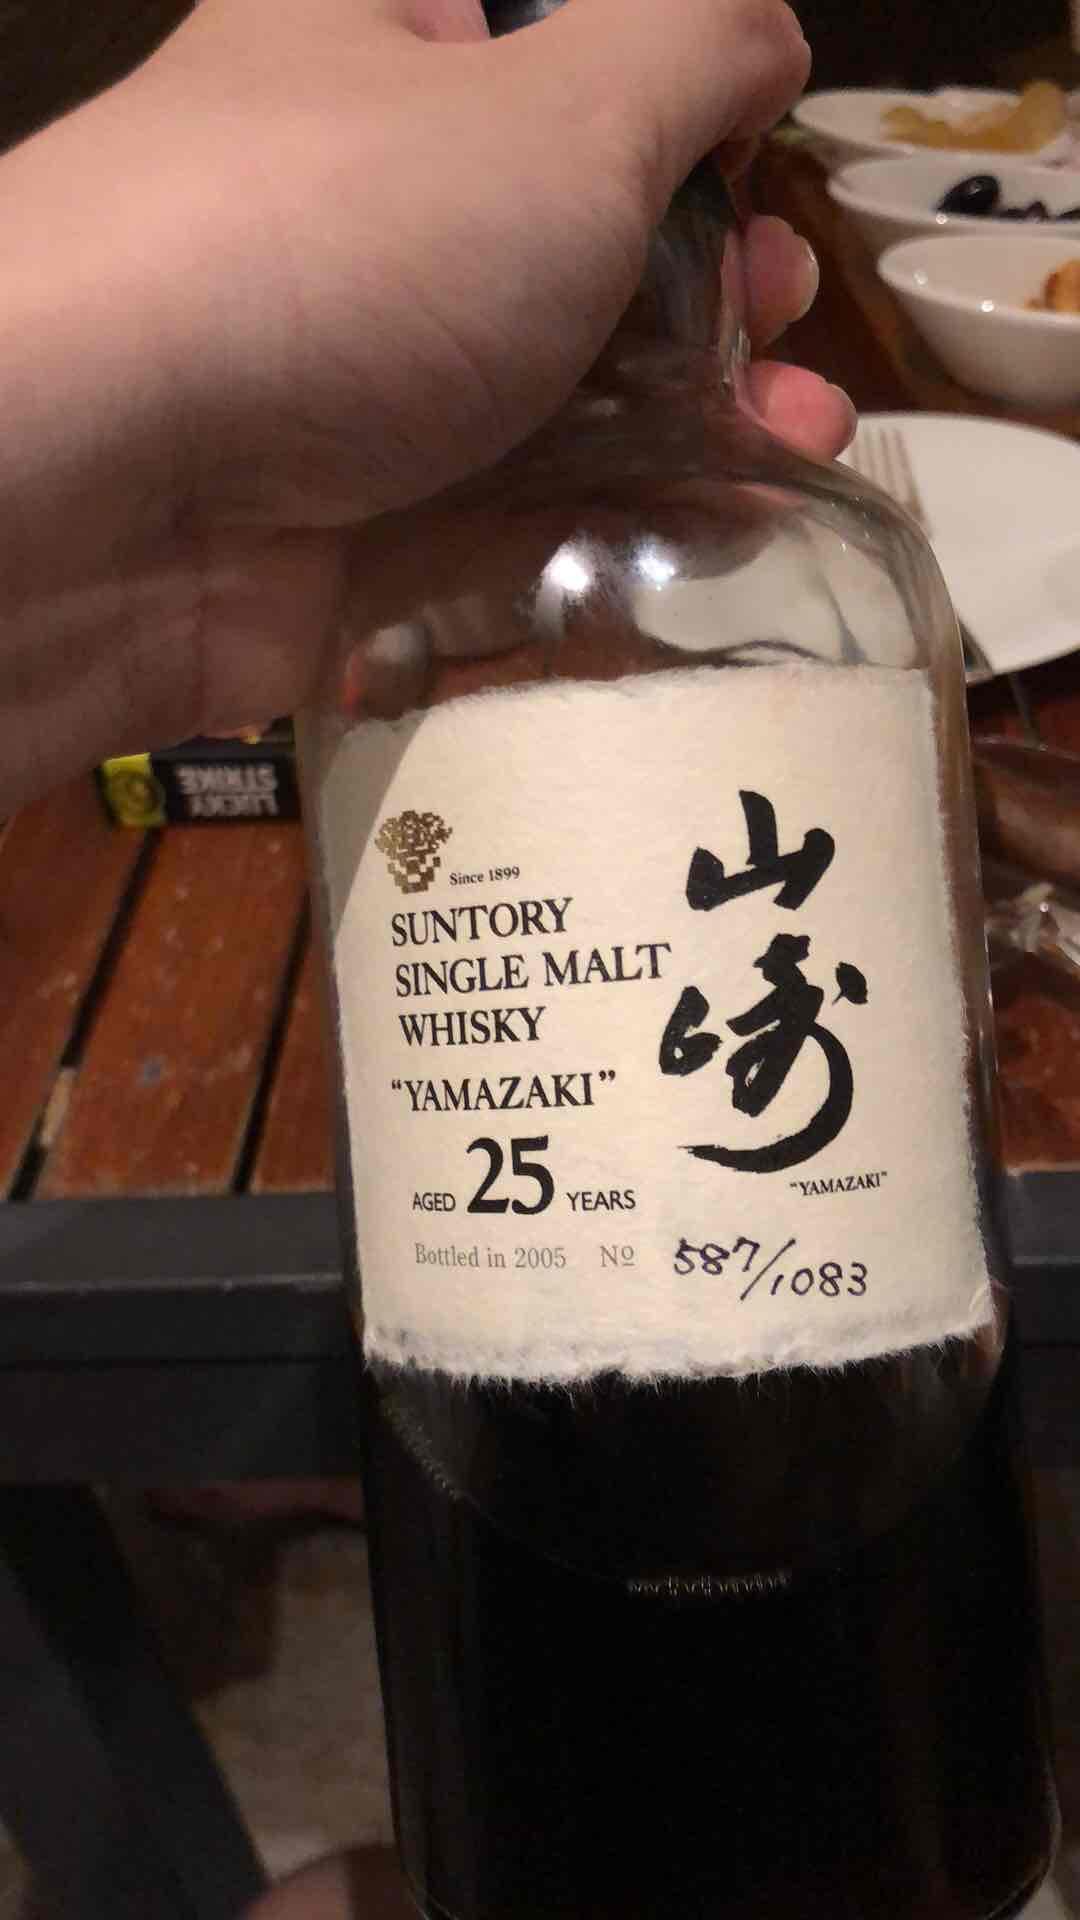 LUCKY
STRIKE
Since 1899
SUNTORY
SINGLE MALT
WHISKY
“YAMAZAKI”
AGED 25 YEARS
Bottled in 2005 Nº 587/1083
山崎
“YAMAZAKI”